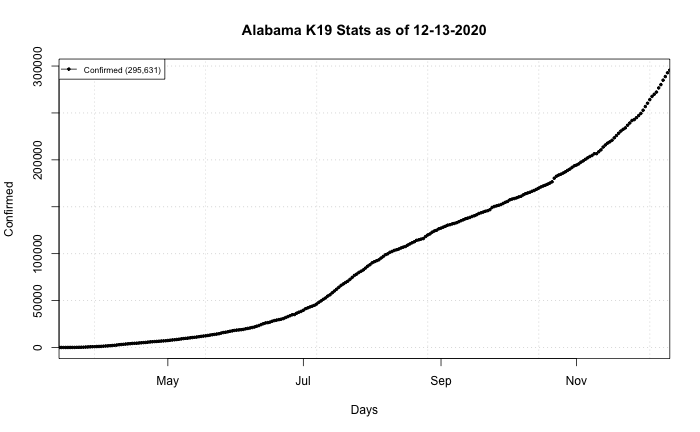 Alabama K19 Stats as of 12-13-2020
Confirmed (295,631)
Confirmed
300000
200000
100000
50000
0
May Jul Sep Nov
Days